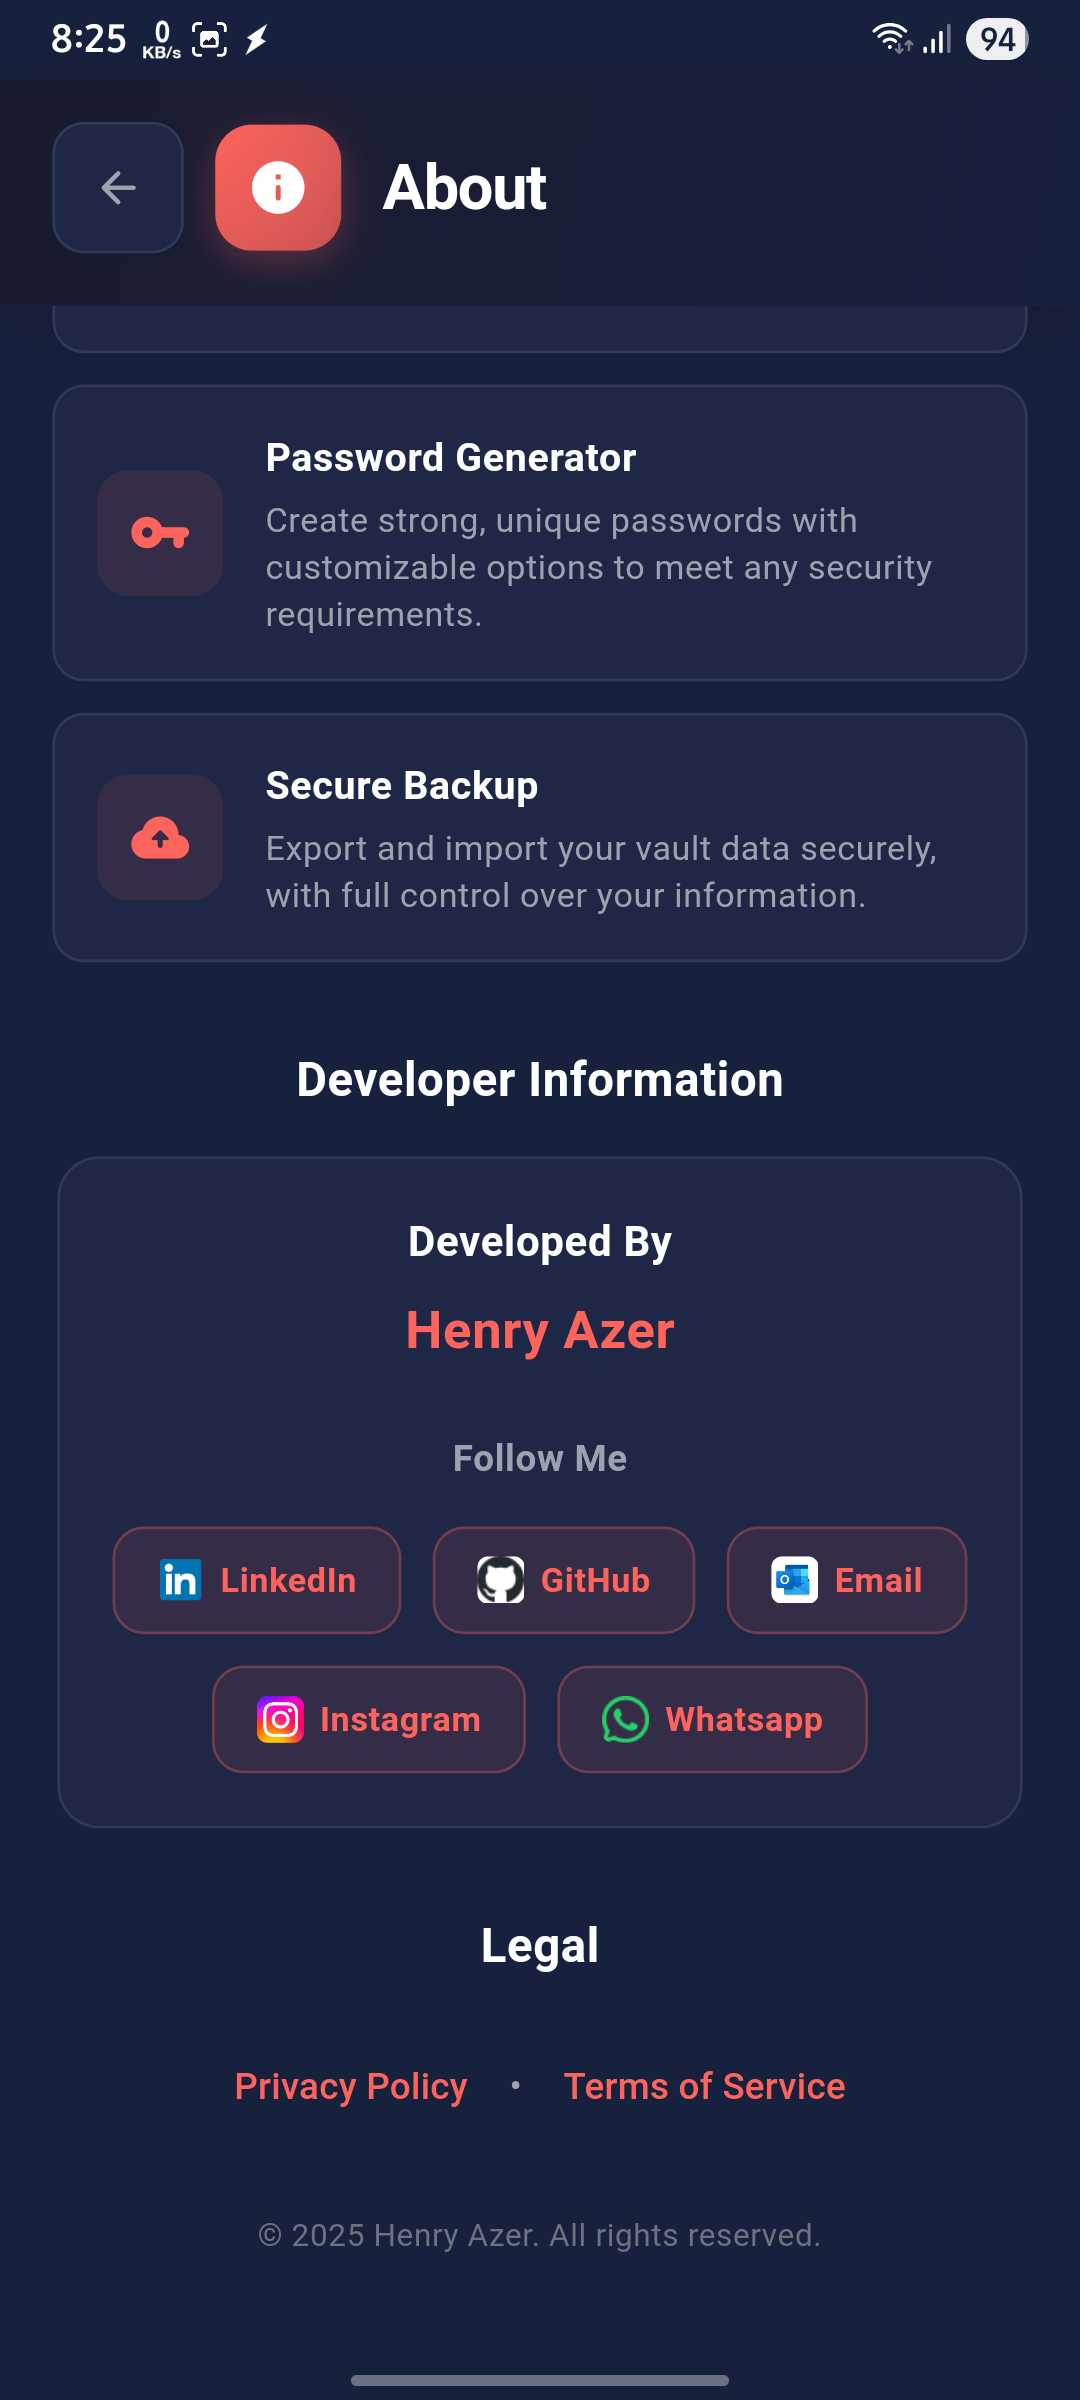 8:25
0
KB/s
94
About
Password Generator
Create strong, unique passwords with
customizable options to meet any security
requirements.
Secure Backup
Export and import your vault data securely,
with full control over your information.
Developer Information
Developed By
Henry Azer
Follow Me
LinkedIn
GitHub
Email
Instagram
Whatsapp
Legal
Privacy Policy • Terms of Service
© 2025 Henry Azer. All rights reserved.